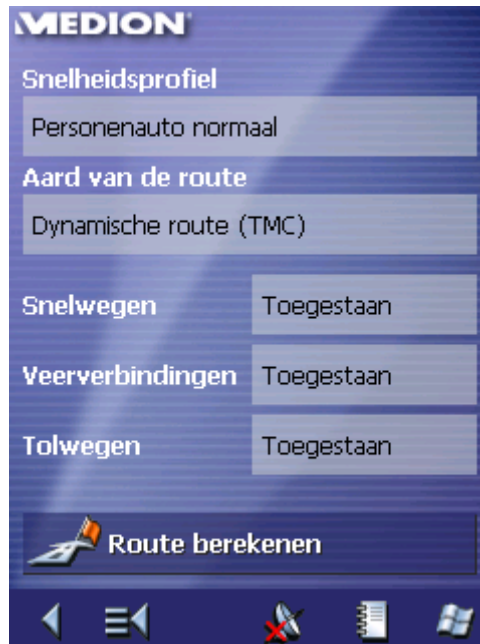 MEDION
Snelheidsprofiel
Personenauto normaal
Aard van de route
Dynamische route (TMC)
Snelwegen Toegestaan
Veerverbindingen Toegestaan
Tolwegen Toegestaan
Route berekenen